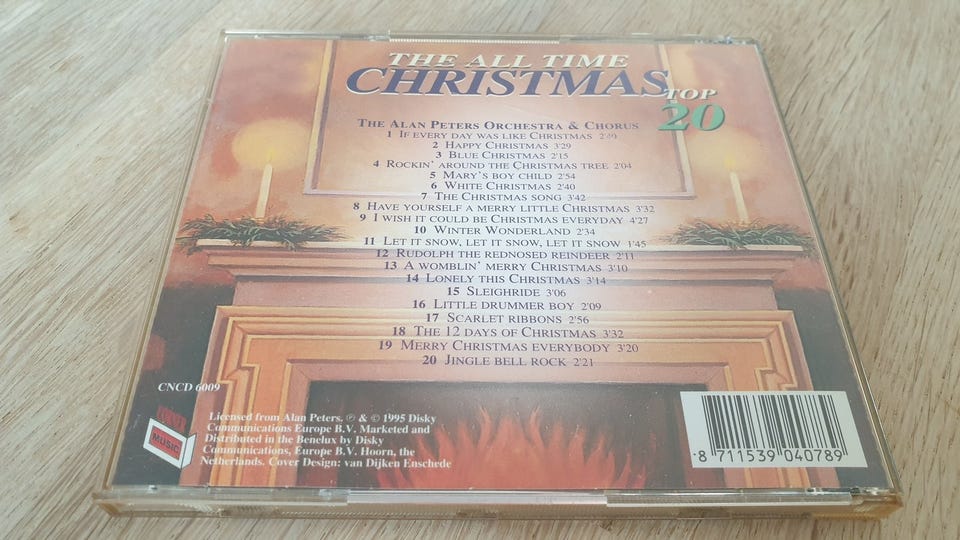 THE ALL TIME
CHRISTMAS
TOP
20
THE ALAN PETERS ORCHESTRA & CHORUS
1 IF EVERY DAY WAS LIKE CHRISTMAS 2'49
2 HAPPY CHRISTMAS 3'29
3 BLUE CHRISTMAS 2'15
4 ROCKIN' AROUND THE CHRISTMAS TREE 2'04
5 MARY'S BOY CHILD 2'54
6 WHITE CHRISTMAS 2'40
7 THE CHRISTMAS SONG 3'42
8 HAVE YOURSELF A MERRY LITTLE CHRISTMAS 3'32
9 I WISH IT COULD BE CHRISTMAS EVERYDAY 4'27
10 WINTER WONDERLAND 2'34
11 LET IT SNOW, LET IT SNOW, LET IT SNOW 1'45
12 RUDOLPH THE REDNOSED REINDEER 2'11
13 A WOMBLIN' MERRY CHRISTMAS 3'10
14 LONELY THIS CHRISTMAS 3'14
15 SLEIGHRIDE 3'06
16 LITTLE DRUMMER BOY 2'09
17 SCARLET RIBBONS 2'56
18 THE 12 DAYS OF CHRISTMAS 3'32
19 MERRY CHRISTMAS EVERYBODY 3'20
20 JINGLE BELL ROCK 2'21
CNCD 6009
MUSIC
Licensed from Alan Peters. ℗ & © 1995 Disky
Communications Europe B.V. Marketed and
Distributed in the Benelux by Disky
Communications, Europe B.V. Hoorn, the
Netherlands. Cover Design: van Dijken Enschede
8 711539 040789